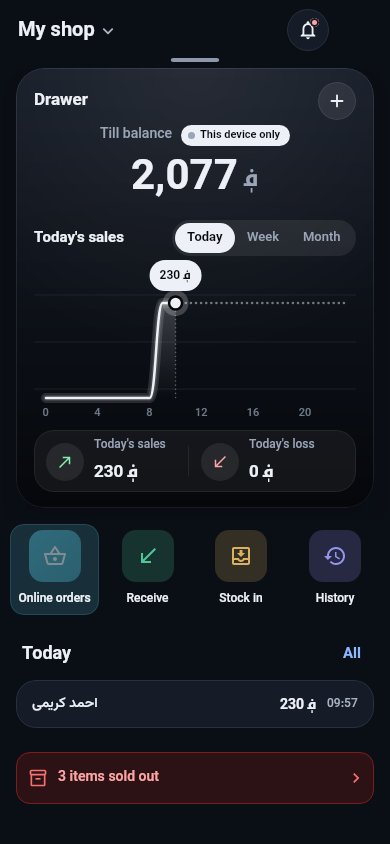 My shop
Drawer
Till balance
This device only
2,077 ؋
Today's sales
Today
Week
Month
230 ؋
0
4
8
12
16
20
Today's sales
230 ؋
Today's loss
0 ؋
Online orders
Receive
Stock in
History
Today
All
احمد کریمی
230 ؋
09:57
3 items sold out